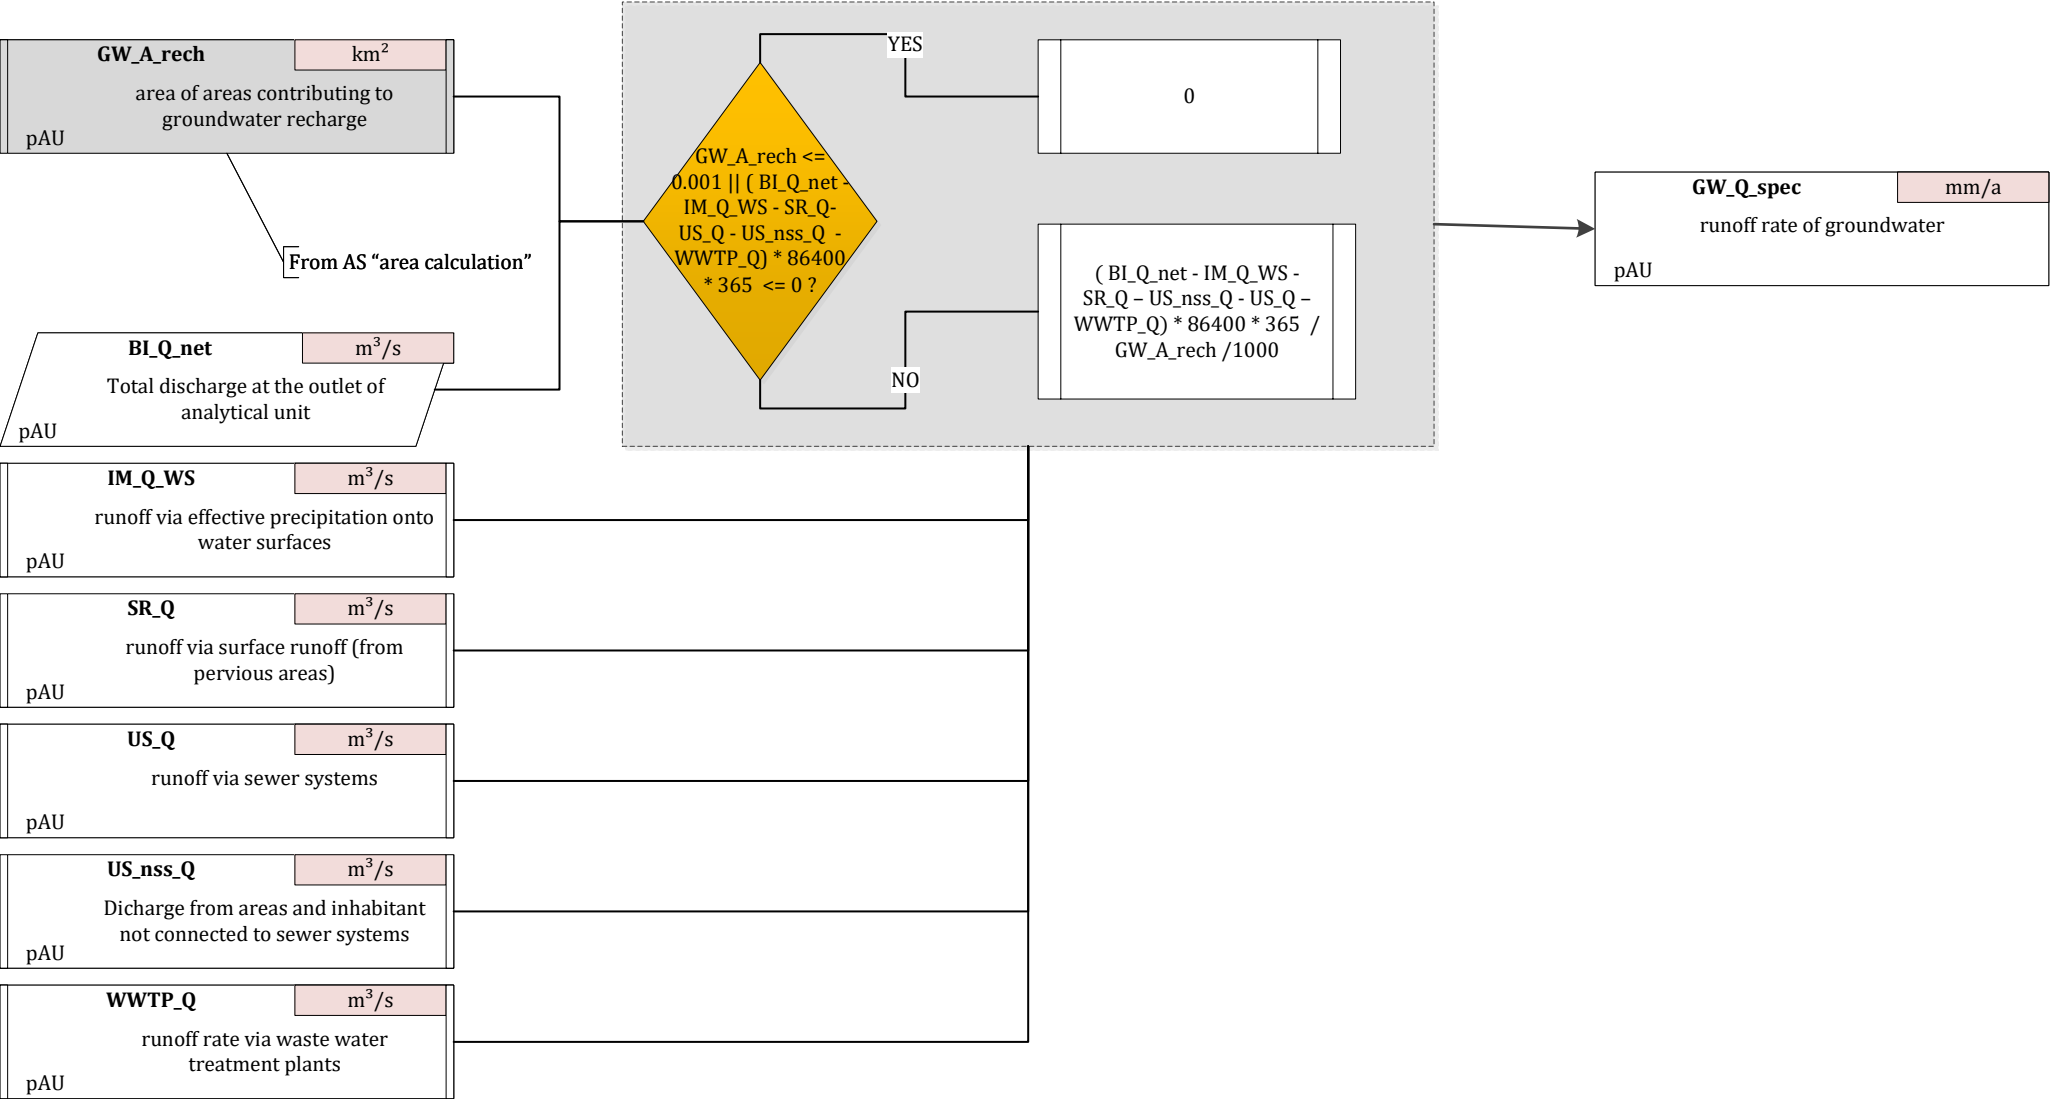 GW_A_rech
km²
area of areas contributing to
groundwater recharge
pAU
From AS “area calculation”
BI_Q_net
m³/s
Total discharge at the outlet of
analytical unit
pAU
IM_Q_WS
m³/s
runoff via effective precipitation onto
water surfaces
pAU
SR_Q
m³/s
runoff via surface runoff (from
pervious areas)
pAU
US_Q
m³/s
runoff via sewer systems
pAU
US_nss_Q
m³/s
Dicharge from areas and inhabitant
not connected to sewer systems
pAU
WWTP_Q
m³/s
runoff rate via waste water
treatment plants
pAU
GW_A_rech <=
0.001 || ( BI_Q_net -
IM_Q_WS - SR_Q-
US_Q - US_nss_Q -
WWTP_Q) * 86400
* 365 <= 0 ?
YES
0
NO
( BI_Q_net - IM_Q_WS -
SR_Q – US_nss_Q - US_Q –
WWTP_Q) * 86400 * 365 /
GW_A_rech /1000
GW_Q_spec
mm/a
runoff rate of groundwater
pAU